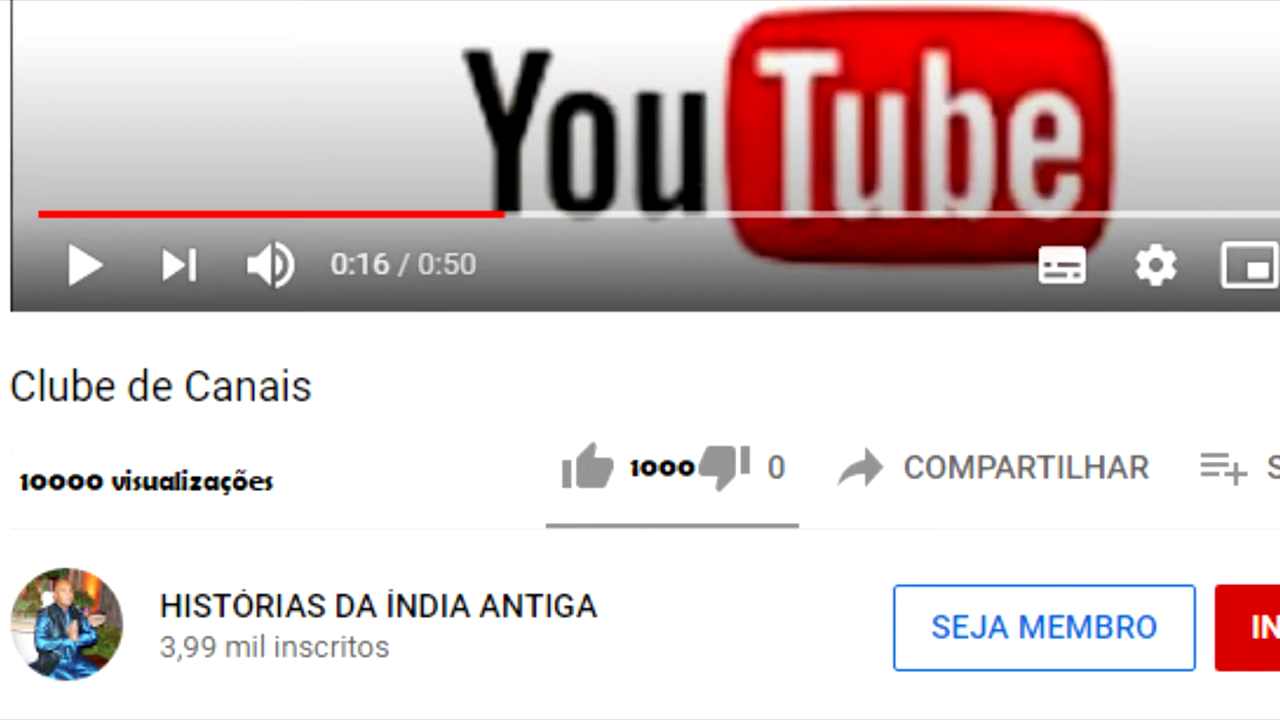 YouTube
0:16 / 0:50
Clube de Canais
10000 visualizações
1000 0 COMPARTILHAR
HISTÓRIAS DA ÍNDIA ANTIGA
3,99 mil inscritos
SEJA MEMBRO